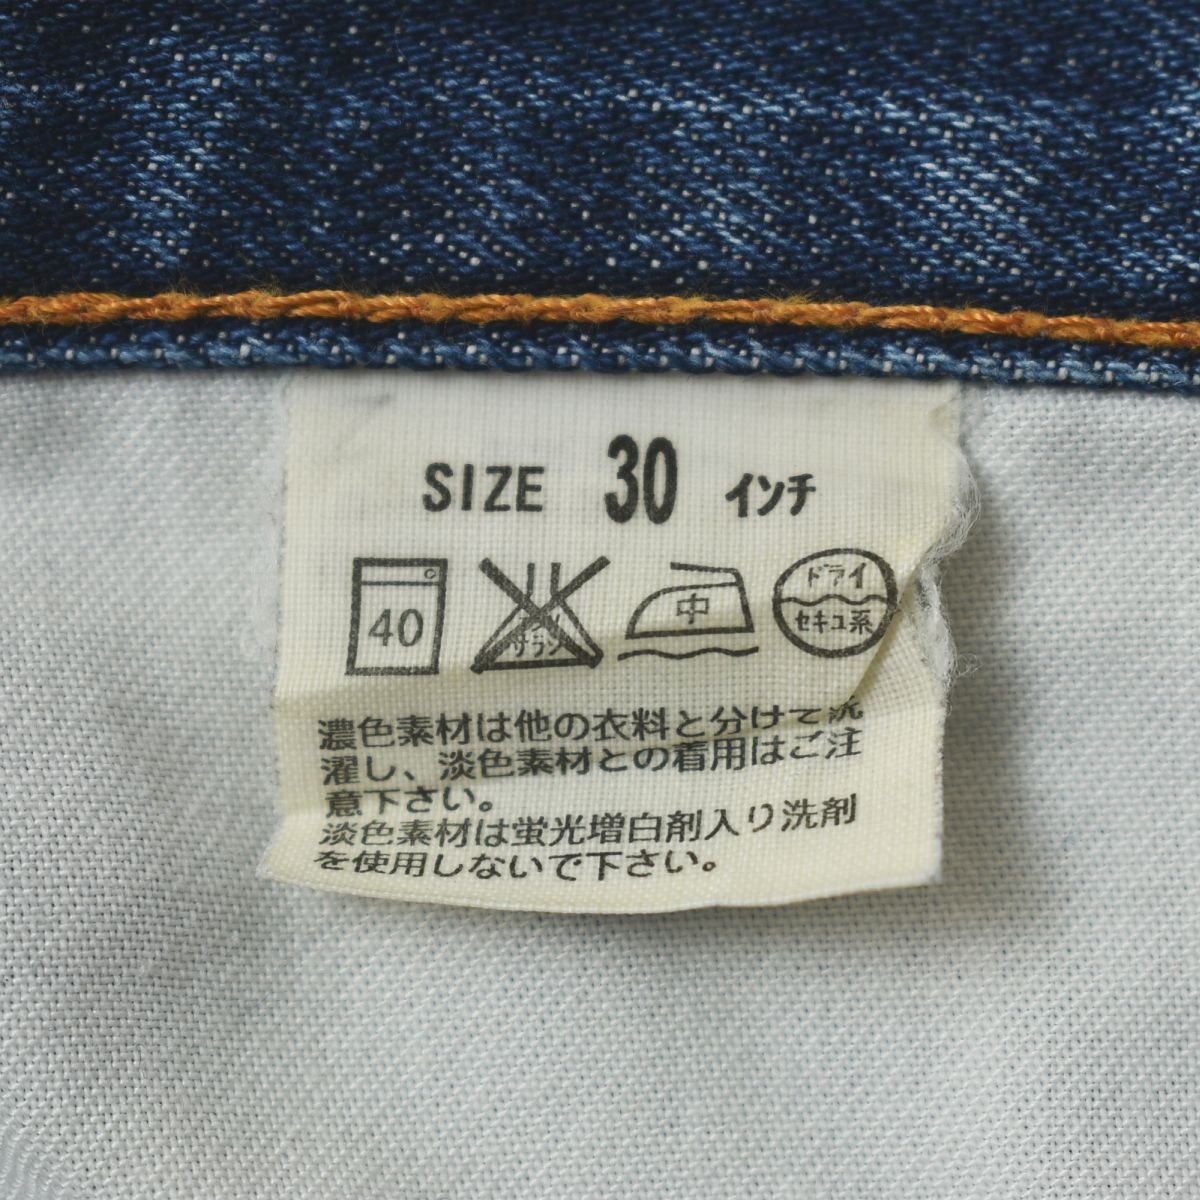 SIZE 30 インチ
40 サラシ 中 ドライ セキユ系
濃色素材は他の衣料と分けて洗
濯し、淡色素材との着用はご注
意下さい。
淡色素材は蛍光増白剤入り洗剤
を使用しないで下さい。